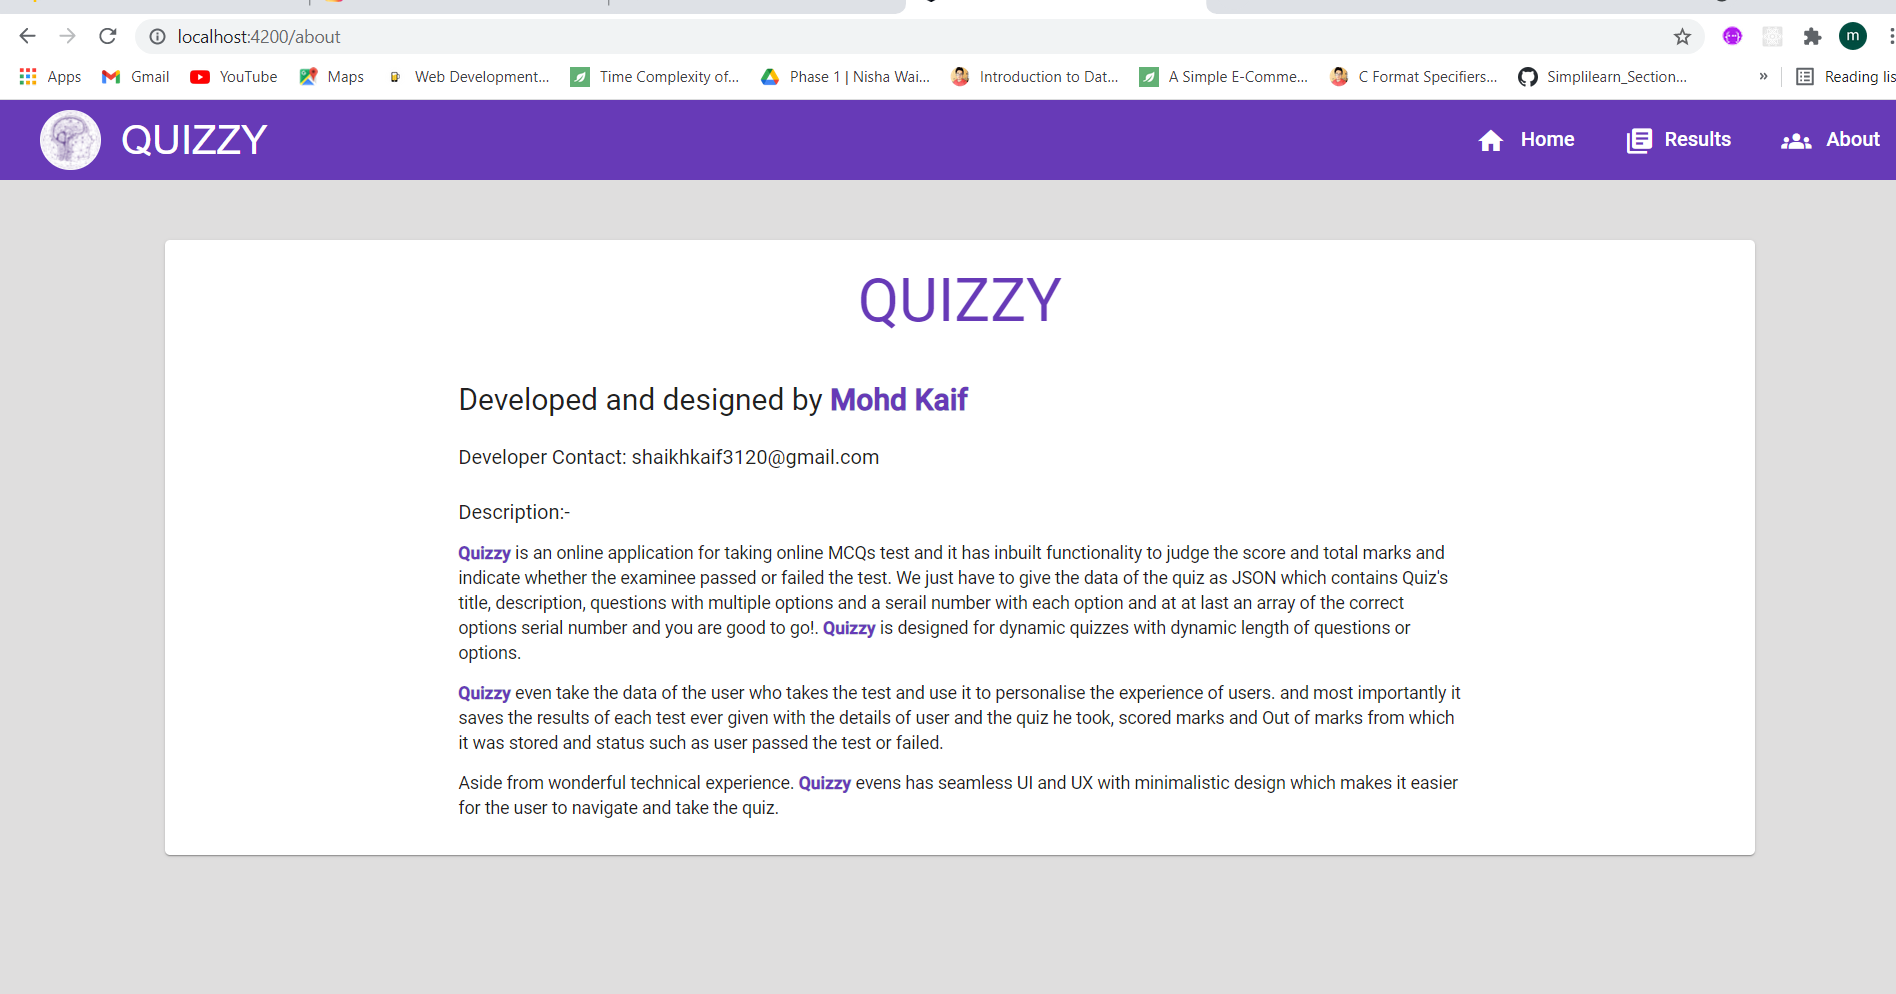 localhost:4200/about
Apps Gmail YouTube Maps Web Development... Time Complexity of... Phase 1 | Nisha Wai... Introduction to Dat... A Simple E-Comme... C Format Specifiers... Simplilearn_Section... » Reading lis
m
QUIZZY Home Results About
QUIZZY
Developed and designed by Mohd Kaif
Developer Contact: shaikhkaif3120@gmail.com
Description:-
Quizzy is an online application for taking online MCQs test and it has inbuilt functionality to judge the score and total marks and
indicate whether the examinee passed or failed the test. We just have to give the data of the quiz as JSON which contains Quiz's
title, description, questions with multiple options and a serail number with each option and at at last an array of the correct
options serial number and you are good to go!. Quizzy is designed for dynamic quizzes with dynamic length of questions or
options.
Quizzy even take the data of the user who takes the test and use it to personalise the experience of users. and most importantly it
saves the results of each test ever given with the details of user and the quiz he took, scored marks and Out of marks from which
it was stored and status such as user passed the test or failed.
Aside from wonderful technical experience. Quizzy evens has seamless UI and UX with minimalistic design which makes it easier
for the user to navigate and take the quiz.